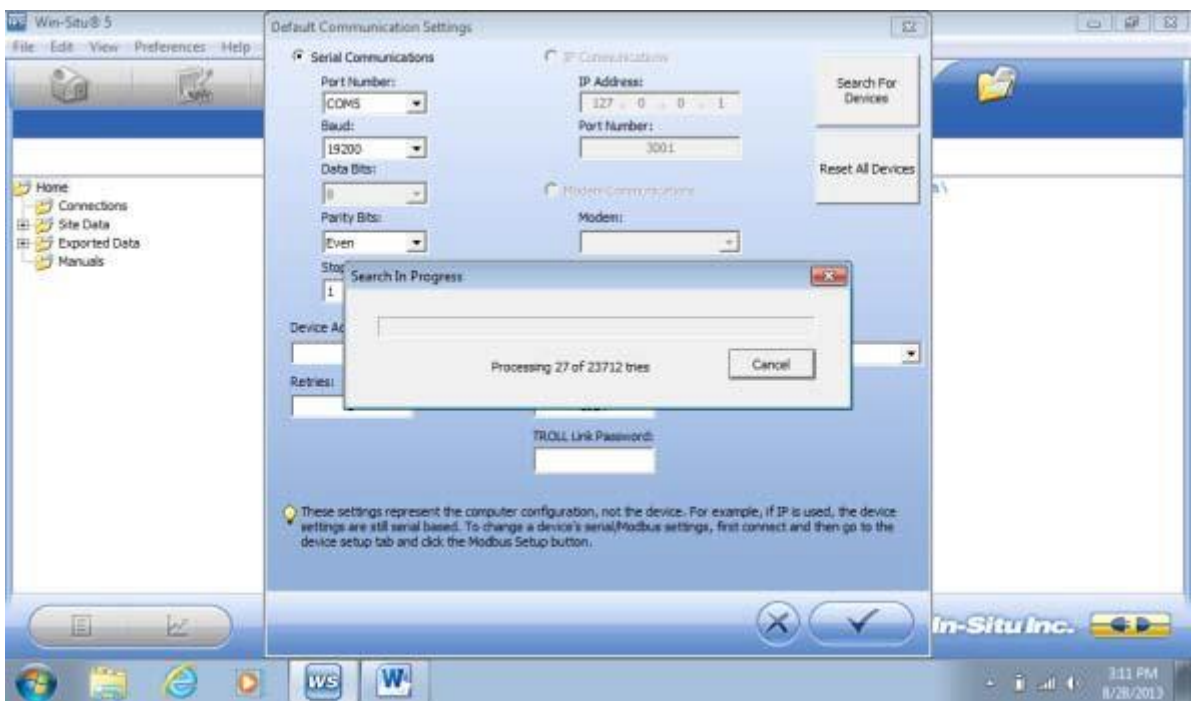 Win-Situ® 5
File Edit View Preferences Help
Default Communication Settings
Serial Communications
IP Communications
Port Number:
IP Address:
COM5
127 . 0 . 0 . 1
Search For
Devices
Baud:
Port Number:
19200
3001
Data Bits:
8
Reset All Devices
Modem Communications
Parity Bits:
Modem:
Even
Stop
1
Home
Connections
Site Data
Exported Data
Manuals
Search In Progress
Processing 27 of 23712 tries
Cancel
Device Ad
Retries:
TROLL Link Password:
These settings represent the computer configuration, not the device. For example, if IP is used, the device
settings are still serial based. To change a device's serial/Modbus settings, first connect and then go to the
device setup tab and click the Modbus Setup button.
In-Situ Inc.
WS
W
3:11 PM
8/28/2013